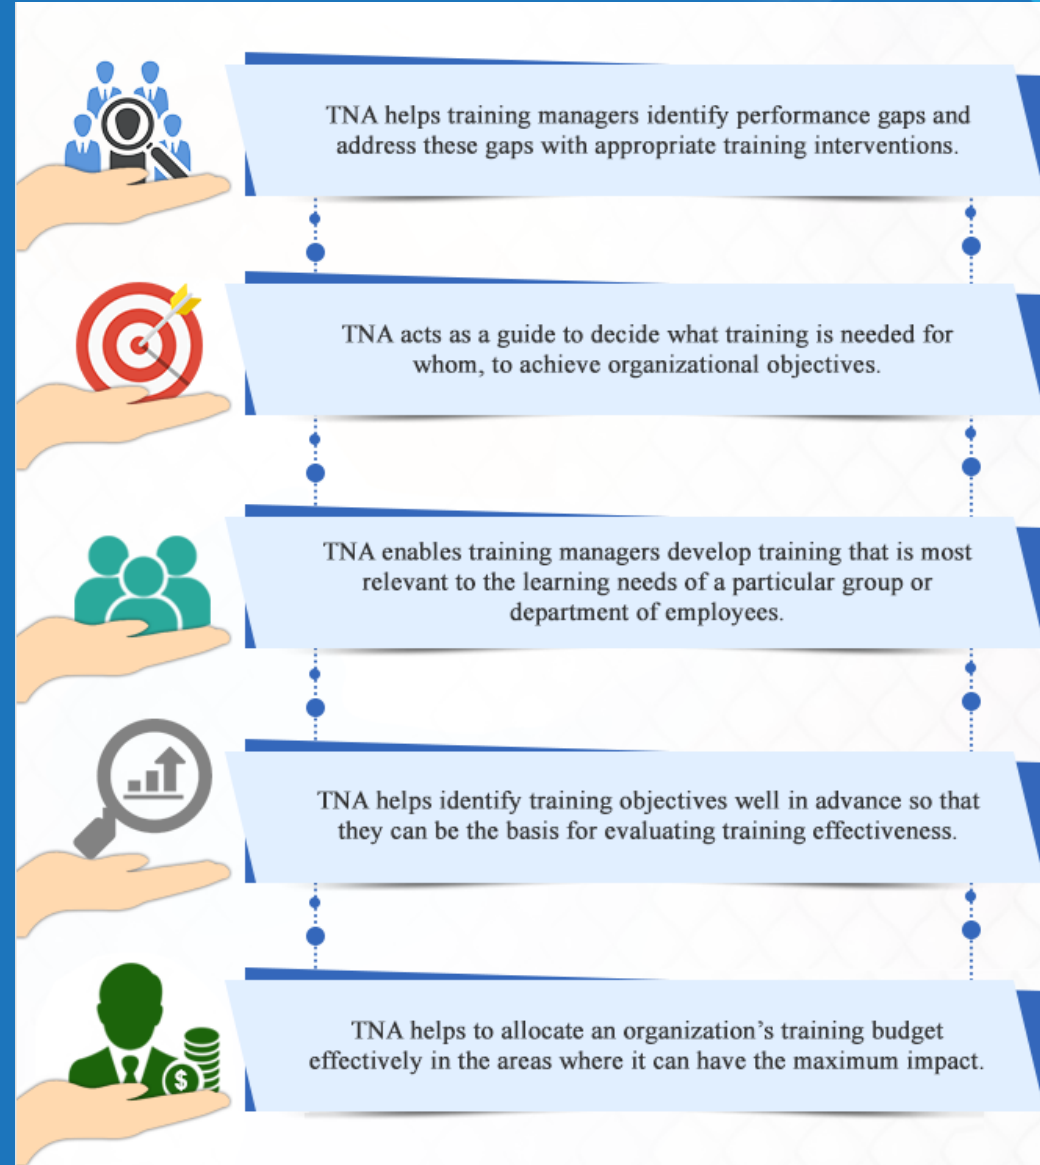 TNA helps training managers identify performance gaps and
address these gaps with appropriate training interventions.
TNA acts as a guide to decide what training is needed for
whom, to achieve organizational objectives.
TNA enables training managers develop training that is most
relevant to the learning needs of a particular group or
department of employees.
TNA helps identify training objectives well in advance so that
they can be the basis for evaluating training effectiveness.
$
TNA helps to allocate an organization’s training budget
effectively in the areas where it can have the maximum impact.